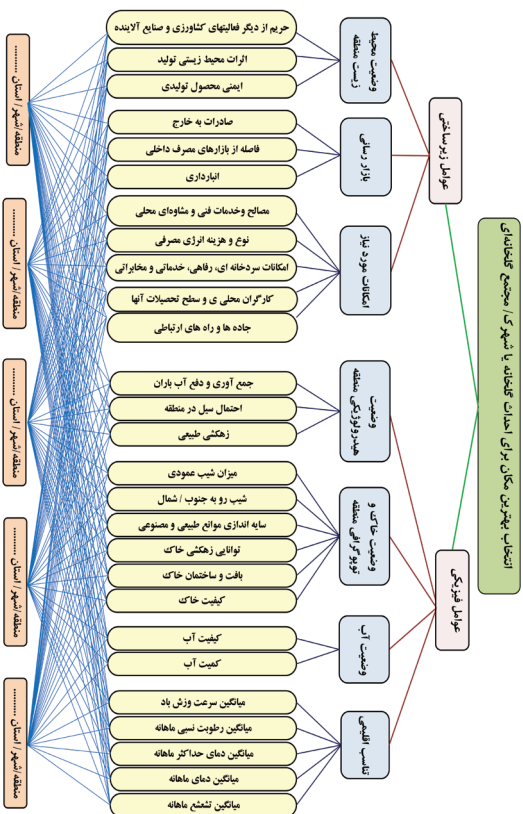 انتخاب بهترین مکان برای احداث گلخانه یا شهرک/ مجتمع گلخانه‌ای
عوامل زیرساختی
عوامل فیزیکی
وضعیت محیط
زیست منطقه
بازار رسانی
امکانات مورد نیاز
وضعیت
هیدرولوژیکی منطقه
وضعیت خاک و
توپوگرافی منطقه
وضعیت آب
تناسب اقلیمی
حریم از دیگر فعالیتهای کشاورزی و صنایع آلاینده
اثرات محیط زیستی تولید
ایمنی محصول تولیدی
صادرات به خارج
فاصله از بازارهای مصرف داخلی
انبارداری
مصالح وخدمات فنی و مشاوه‌ای محلی
نوع و هزینه انرژی مصرفی
امکانات سردخانه ای، رفاهی، خدماتی و مخابراتی
کارگران محلی ی و سطح تحصیلات آنها
جاده ها و راه های ارتباطی
جمع آوری و دفع آب باران
احتمال سیل در منطقه
زهکشی طبیعی
میزان شیب عمودی
شیب رو به جنوب / شمال
سایه اندازی موانع طبیعی و مصنوعی
توانایی زهکشی خاک
بافت و ساختمان خاک
کیفیت خاک
کیفیت آب
کمیت آب
میانگین سرعت وزش باد
میانگین رطوبت نسبی ماهانه
میانگین دمای حداکثر ماهانه
میانگین دمای ماهانه
میانگین تشعشع ماهانه
منطقه/شهر/ استان ..........
منطقه/شهر/ استان ..........
منطقه/شهر/ استان ..........
منطقه/شهر/ استان ..........
منطقه/شهر/ استان ..........